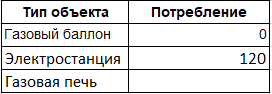 Тип объекта Потребление
Газовый баллон 0
Электростанция 120
Газовая печь